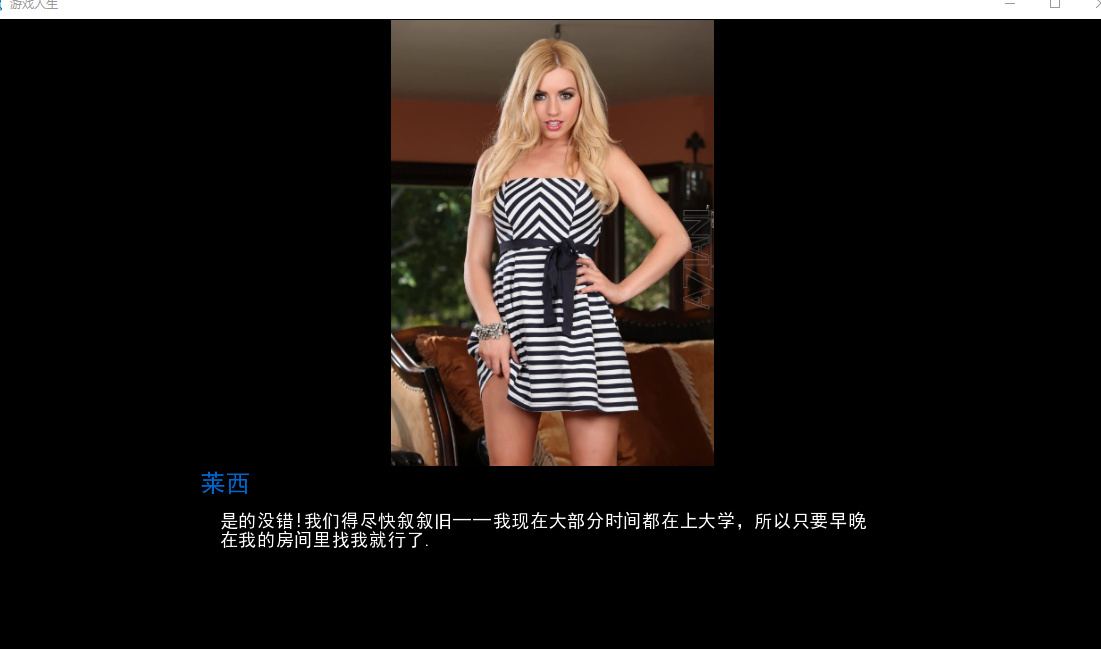 游戏人生
AZIANI
莱西
是的没错!我们得尽快叙叙旧——我现在大部分时间都在上大学，所以只要早晚
在我的房间里找我就行了.